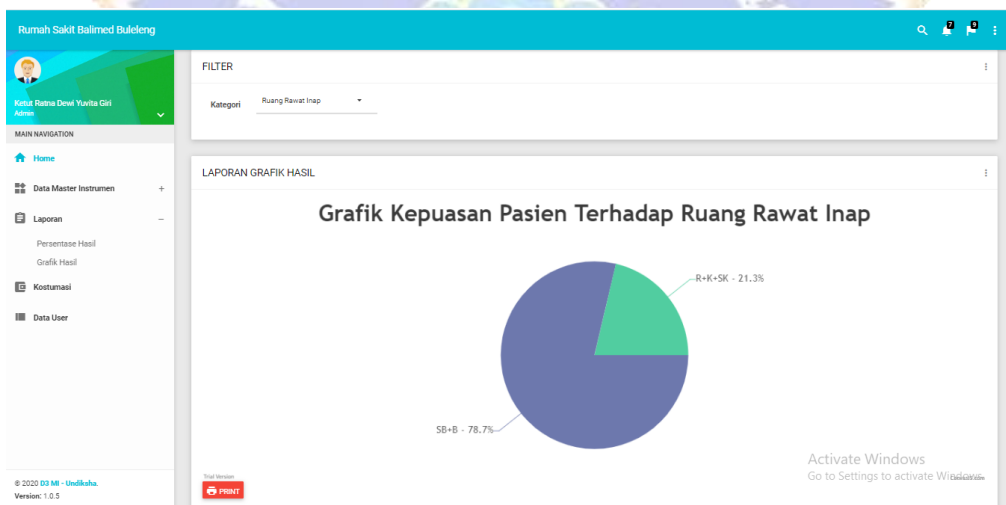 Rumah Sakit Balimed Buleleng
7
9
Ketut Ratna Dewi Yuvita Giri
Admin
MAIN NAVIGATION
Home
Data Master Instrumen +
Laporan −
Persentase Hasil
Grafik Hasil
Kostumasi
Data User
© 2020 D3 MI - Undiksha.
Version: 1.0.5
FILTER
Kategori Ruang Rawat Inap
LAPORAN GRAFIK HASIL
Grafik Kepuasan Pasien Terhadap Ruang Rawat Inap
R+K+SK - 21.3%
SB+B - 78.7%
Trial Version
PRINT
Activate Windows
Go to Settings to activate Windows.